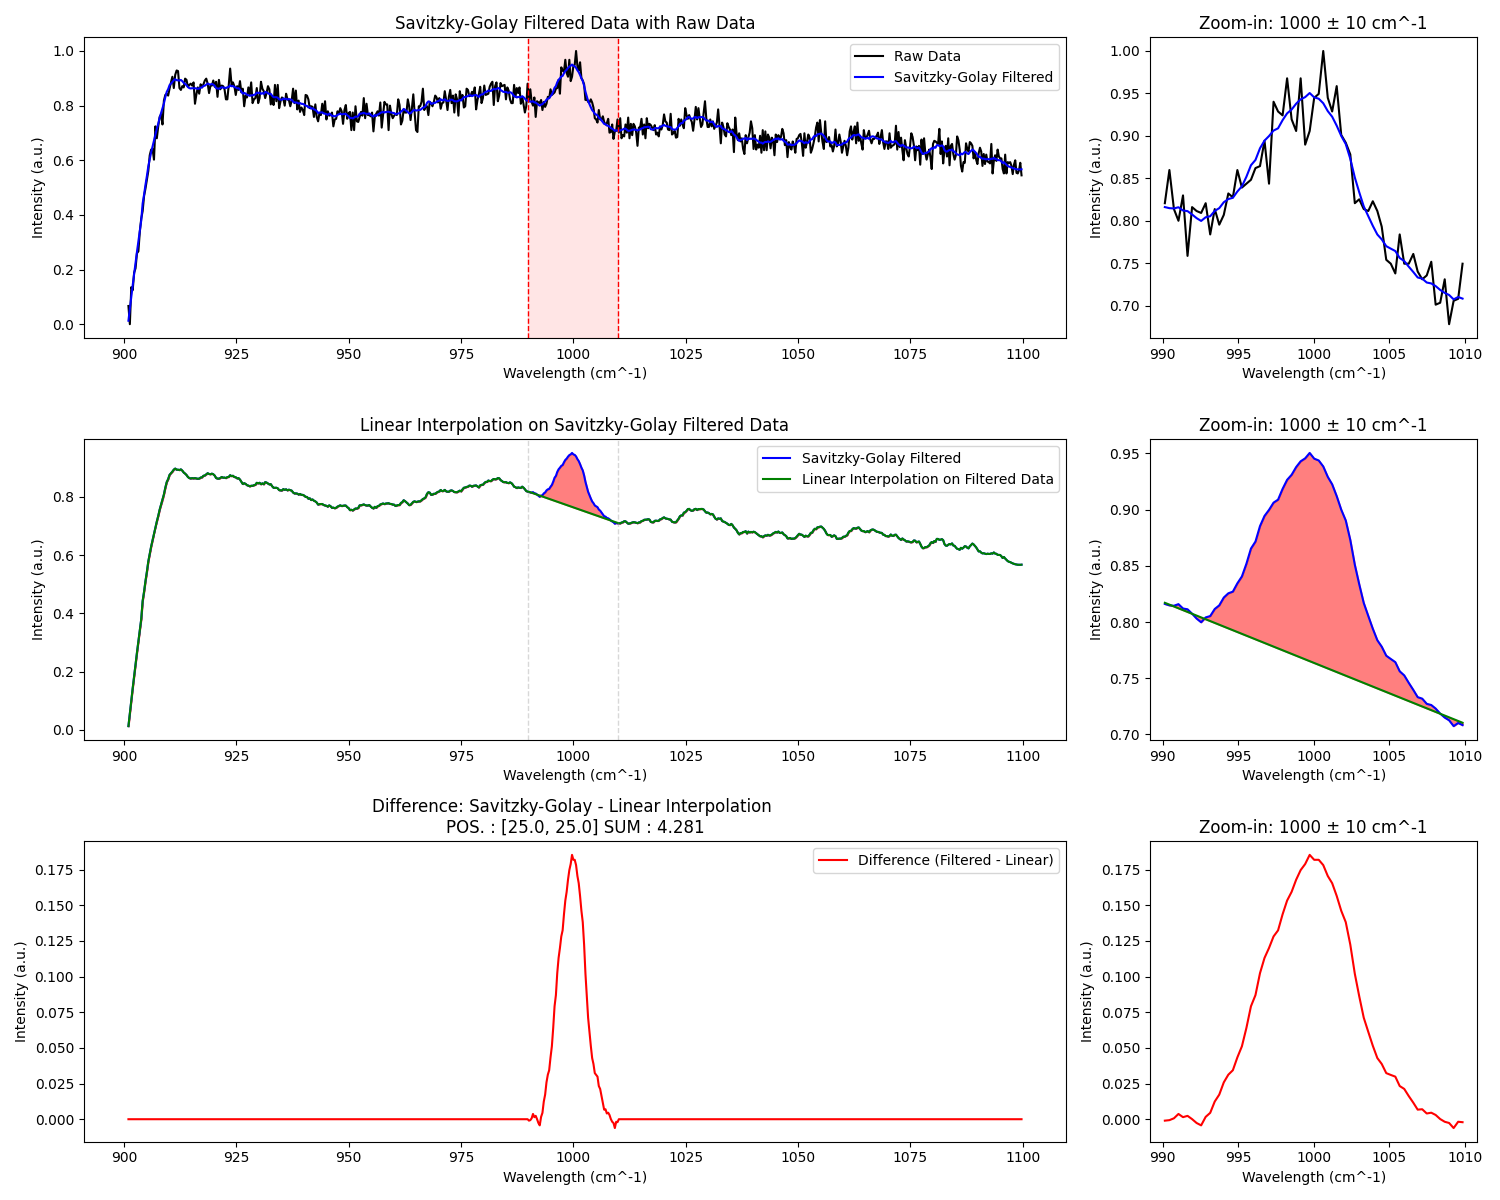 Savitzky-Golay Filtered Data with Raw Data
Intensity (a.u.)
1.0
0.8
0.6
0.4
0.2
0.0
Raw Data
Savitzky-Golay Filtered
900 925 950 975 1000 1025 1050 1075 1100
Wavelength (cm^-1)
Zoom-in: 1000 ± 10 cm^-1
Intensity (a.u.)
1.00
0.95
0.90
0.85
0.80
0.75
0.70
990 995 1000 1005 1010
Wavelength (cm^-1)
Linear Interpolation on Savitzky-Golay Filtered Data
Intensity (a.u.)
0.8
0.6
0.4
0.2
0.0
Savitzky-Golay Filtered
Linear Interpolation on Filtered Data
900 925 950 975 1000 1025 1050 1075 1100
Wavelength (cm^-1)
Zoom-in: 1000 ± 10 cm^-1
Intensity (a.u.)
0.95
0.90
0.85
0.80
0.75
0.70
990 995 1000 1005 1010
Wavelength (cm^-1)
Difference: Savitzky-Golay - Linear Interpolation
POS. : [25.0, 25.0] SUM : 4.281
Intensity (a.u.)
0.175
0.150
0.125
0.100
0.075
0.050
0.025
0.000
Difference (Filtered - Linear)
900 925 950 975 1000 1025 1050 1075 1100
Wavelength (cm^-1)
Zoom-in: 1000 ± 10 cm^-1
Intensity (a.u.)
0.175
0.150
0.125
0.100
0.075
0.050
0.025
0.000
990 995 1000 1005 1010
Wavelength (cm^-1)